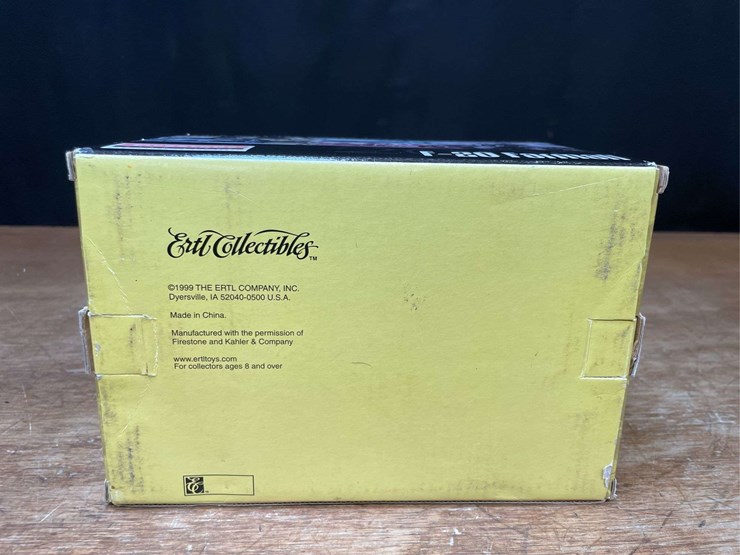 Ertl Collectibles™
©1999 THE ERTL COMPANY, INC.
Dyersville, IA 52040-0500 U.S.A.
Made in China.
Manufactured with the permission of
Firestone and Kahler & Company
www.ertltoys.com
For collectors ages 8 and over